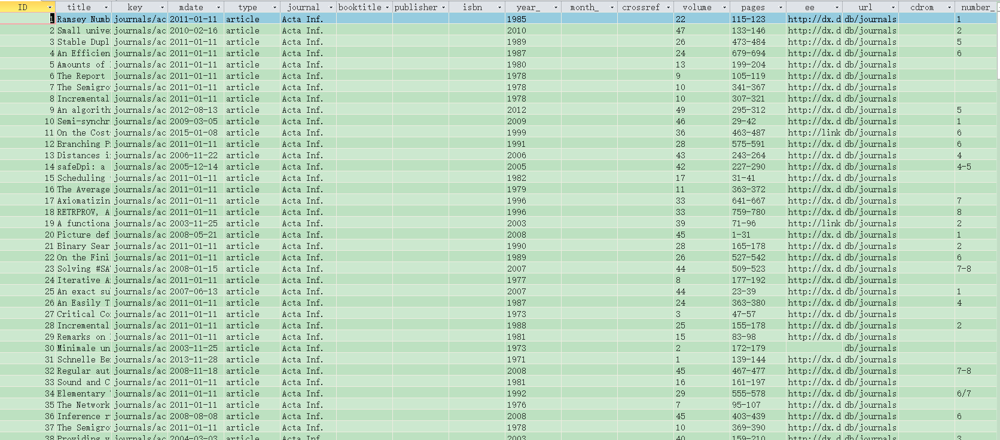 ID title key mdate type journal booktitle publisher isbn year_ month_ crossref volume pages ee url cdrom number_
1 Ramsey Numb journals/ac 2011-01-11 article Acta Inf. 1985 22 115-123 http://dx.d db/journals 1
2 Small unive journals/ac 2010-02-16 article Acta Inf. 2010 47 133-146 http://dx.d db/journals 2
3 Stable Dupl journals/ac 2011-01-11 article Acta Inf. 1989 26 473-484 http://dx.d db/journals 5
4 An Efficien journals/ac 2011-01-11 article Acta Inf. 1987 24 679-694 http://dx.d db/journals 6
5 Amounts of journals/ac 2011-01-11 article Acta Inf. 1980 13 199-204 http://dx.d db/journals
6 The Report journals/ac 2011-01-11 article Acta Inf. 1978 9 105-119 http://dx.d db/journals
7 The Semigro journals/ac 2011-01-11 article Acta Inf. 1978 10 341-367 http://dx.d db/journals
8 Incremental journals/ac 2011-01-11 article Acta Inf. 1978 10 307-321 http://dx.d db/journals
9 An algorith journals/ac 2012-08-13 article Acta Inf. 2012 49 295-312 http://dx.d db/journals 5
10 Semi-synchr journals/ac 2009-03-05 article Acta Inf. 2009 46 29-42 http://dx.d db/journals 1
11 On the Cost journals/ac 2015-01-08 article Acta Inf. 1999 36 463-487 http://link db/journals 6
12 Branching P journals/ac 2011-01-11 article Acta Inf. 1991 28 575-591 http://dx.d db/journals 6
13 Distances i journals/ac 2006-11-22 article Acta Inf. 2006 43 243-264 http://dx.d db/journals 4
14 safeDpi: a journals/ac 2005-12-14 article Acta Inf. 2005 42 227-290 http://dx.d db/journals 4-5
15 Scheduling journals/ac 2011-01-11 article Acta Inf. 1982 17 31-41 http://dx.d db/journals
16 The Average journals/ac 2011-01-11 article Acta Inf. 1979 11 363-372 http://dx.d db/journals
17 Axiomatizin journals/ac 2011-01-11 article Acta Inf. 1996 33 641-667 http://dx.d db/journals 7
18 RETRPROV, A journals/ac 2011-01-11 article Acta Inf. 1996 33 759-780 http://dx.d db/journals 8
19 A functiona journals/ac 2003-11-25 article Acta Inf. 2003 39 71-96 http://link db/journals 2
20 Picture def journals/ac 2008-05-21 article Acta Inf. 2008 45 1-31 http://dx.d db/journals 1
21 Binary Sear journals/ac 2011-01-11 article Acta Inf. 1990 28 165-178 http://dx.d db/journals 2
22 On the Fini journals/ac 2011-01-11 article Acta Inf. 1989 26 527-542 http://dx.d db/journals 6
23 Solving #SA journals/ac 2008-01-15 article Acta Inf. 2007 44 509-523 http://dx.d db/journals 7-8
24 Iterative A journals/ac 2011-01-11 article Acta Inf. 1977 8 177-192 http://dx.d db/journals
25 An exact su journals/ac 2007-06-13 article Acta Inf. 2007 44 23-39 http://dx.d db/journals 1
26 An Easily T journals/ac 2011-01-11 article Acta Inf. 1987 24 363-380 http://dx.d db/journals 4
27 Critical Co journals/ac 2011-01-11 article Acta Inf. 1973 3 47-57 http://dx.d db/journals
28 Incremental journals/ac 2011-01-11 article Acta Inf. 1988 25 155-178 http://dx.d db/journals 2
29 Remarks on journals/ac 2011-01-11 article Acta Inf. 1981 15 83-98 http://dx.d db/journals
30 Minimale un journals/ac 2003-11-25 article Acta Inf. 1973 2 172-179 db/journals
31 Schnelle Be journals/ac 2013-11-28 article Acta Inf. 1971 1 139-144 http://dx.d db/journals
32 Regular aut journals/ac 2008-11-18 article Acta Inf. 2008 45 467-477 http://dx.d db/journals 7-8
33 Sound and C journals/ac 2011-01-11 article Acta Inf. 1981 16 161-197 http://dx.d db/journals
34 Elementary journals/ac 2011-01-11 article Acta Inf. 1992 29 555-578 http://dx.d db/journals 6/7
35 The Network journals/ac 2011-01-11 article Acta Inf. 1976 7 95-107 http://dx.d db/journals
36 Inference r journals/ac 2008-08-08 article Acta Inf. 2008 45 403-439 http://dx.d db/journals 6
37 The Semigro journals/ac 2011-01-11 article Acta Inf. 1978 10 369-390 http://dx.d db/journals
38 Providing v journals/ac 2004-03-03 article Acta Inf. 2003 40 159-210 http://dx.d db/journals 3